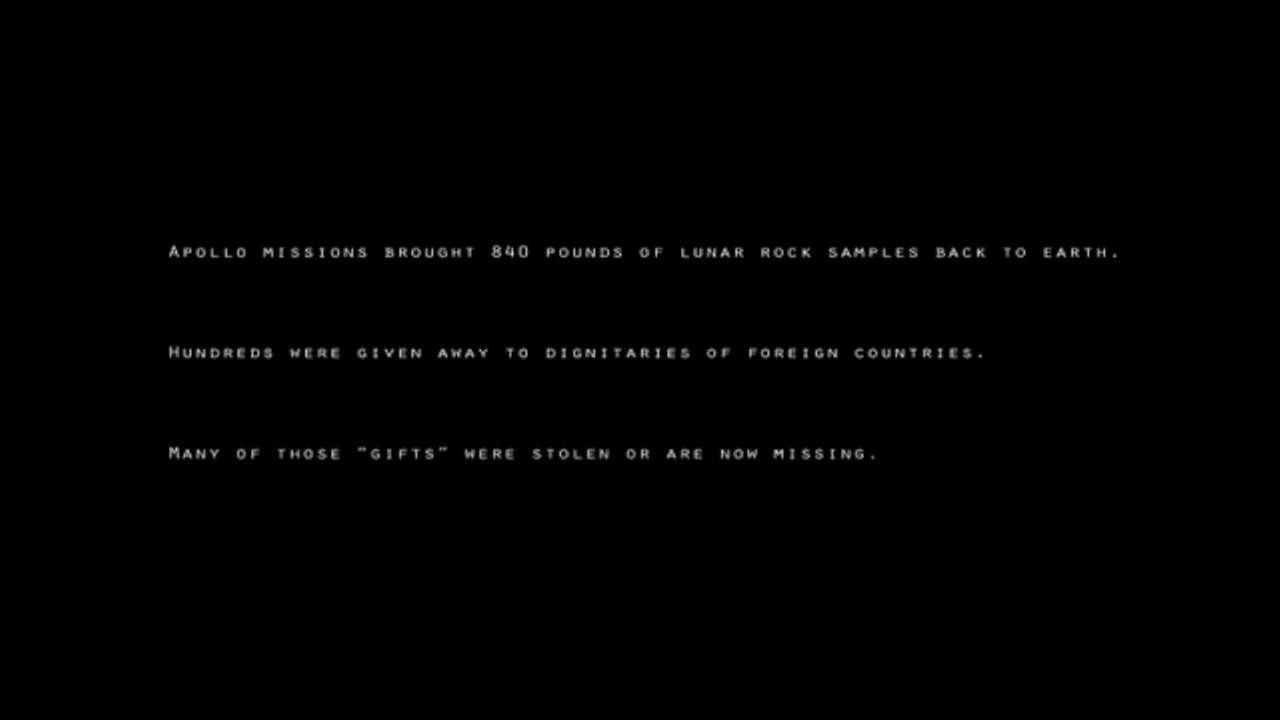 Apollo missions brought 840 pounds of lunar rock samples back to earth.
Hundreds were given away to dignitaries of foreign countries.
Many of those "gifts" were stolen or are now missing.